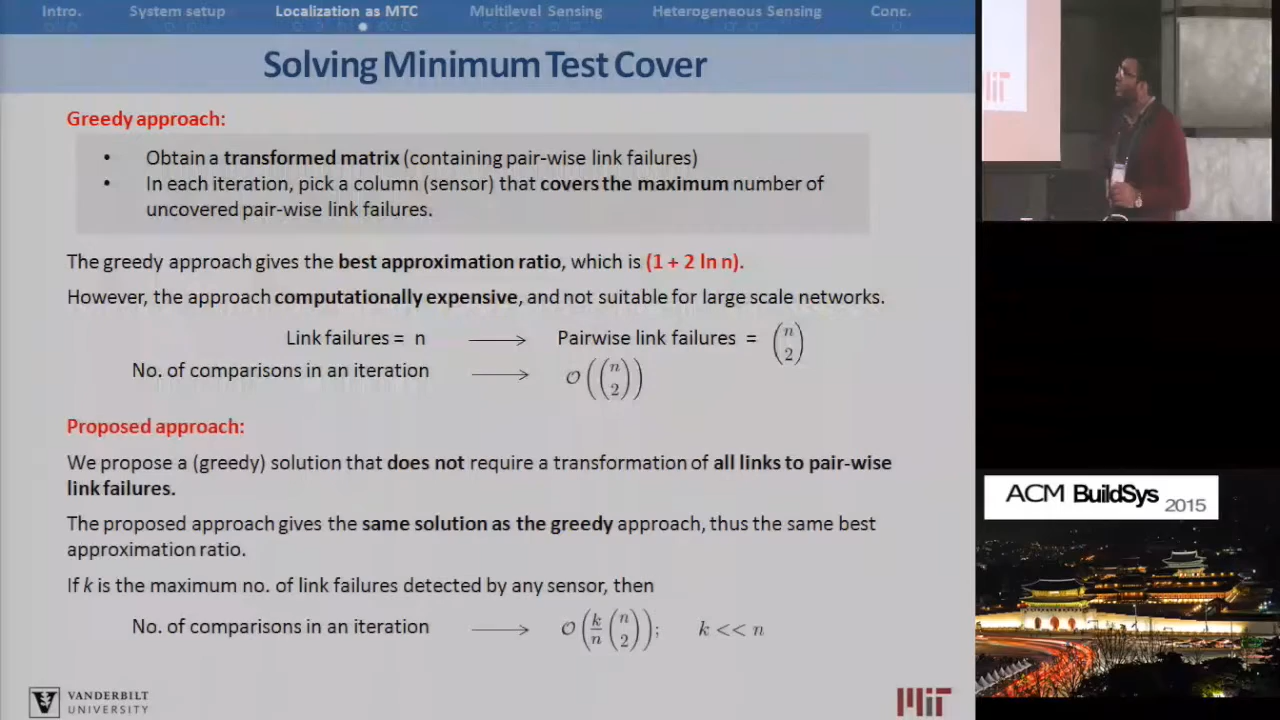 Intro. System setup Localization as MTC Multilevel Sensing Heterogeneous Sensing Conc.
Solving Minimum Test Cover
Greedy approach:
• Obtain a transformed matrix (containing pair-wise link failures)
• In each iteration, pick a column (sensor) that covers the maximum number of
uncovered pair-wise link failures.
The greedy approach gives the best approximation ratio, which is (1 + 2 ln n).
However, the approach computationally expensive, and not suitable for large scale networks.
Link failures = n ⟶ Pairwise link failures = (n 2)
No. of comparisons in an iteration ⟶ O((n 2))
Proposed approach:
We propose a (greedy) solution that does not require a transformation of all links to pair-wise
link failures.
The proposed approach gives the same solution as the greedy approach, thus the same best
approximation ratio.
If k is the maximum no. of link failures detected by any sensor, then
No. of comparisons in an iteration ⟶ O(k/n (n 2)); k << n
VANDERBILT
UNIVERSITY
MIT
MIT
ACM BuildSys 2015